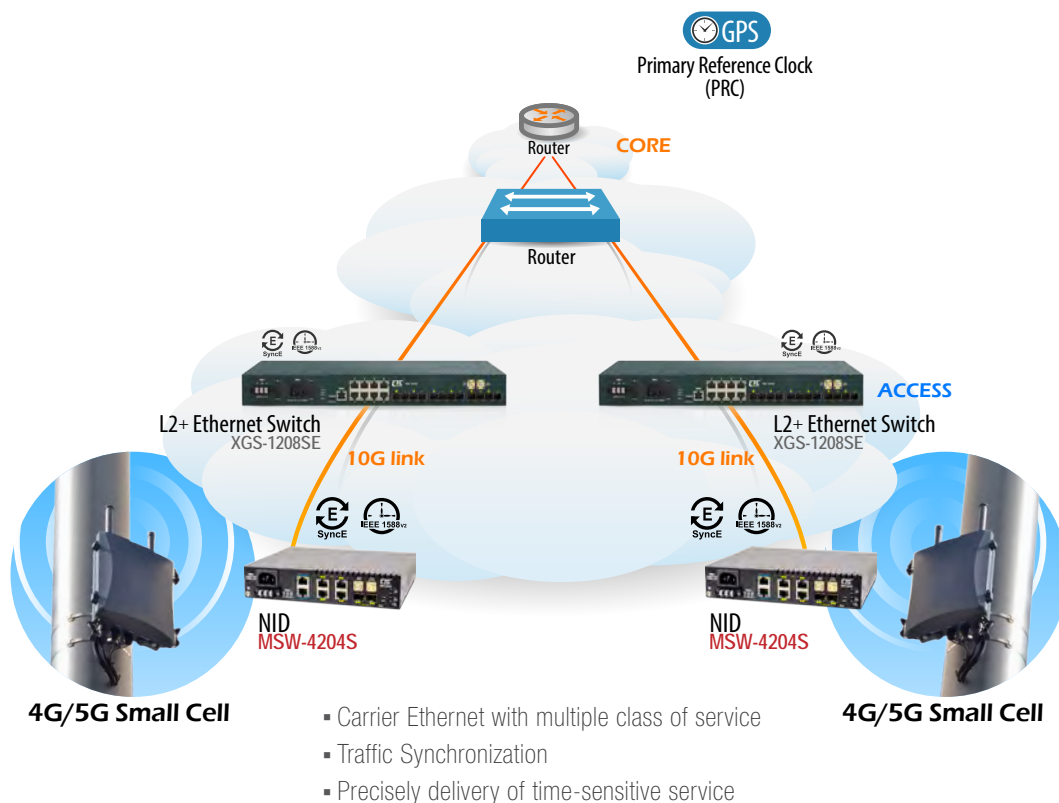 GPS
Primary Reference Clock
(PRC)
Router
CORE
Router
SyncE
IEEE 1588V2
SyncE
IEEE 1588V2
L2+ Ethernet Switch
XGS-1208SE
ACCESS
L2+ Ethernet Switch
XGS-1208SE
10G link
10G link
E
SyncE
IEEE 1588V2
E
SyncE
IEEE 1588V2
NID
MSW-4204S
NID
MSW-4204S
4G/5G Small Cell
4G/5G Small Cell
▪ Carrier Ethernet with multiple class of service
▪ Traffic Synchronization
▪ Precisely delivery of time-sensitive service